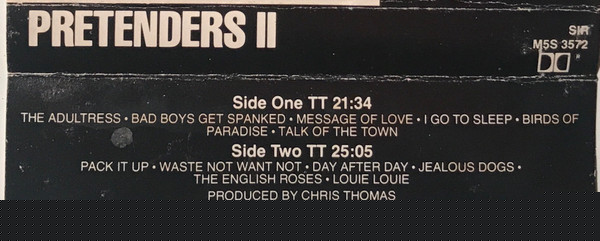 PRETENDERS II
SIR
M5S 3572
Side One TT 21:34
THE ADULTRESS • BAD BOYS GET SPANKED • MESSAGE OF LOVE • I GO TO SLEEP • BIRDS OF
PARADISE • TALK OF THE TOWN
Side Two TT 25:05
PACK IT UP • WASTE NOT WANT NOT • DAY AFTER DAY • JEALOUS DOGS •
THE ENGLISH ROSES • LOUIE LOUIE
PRODUCED BY CHRIS THOMAS